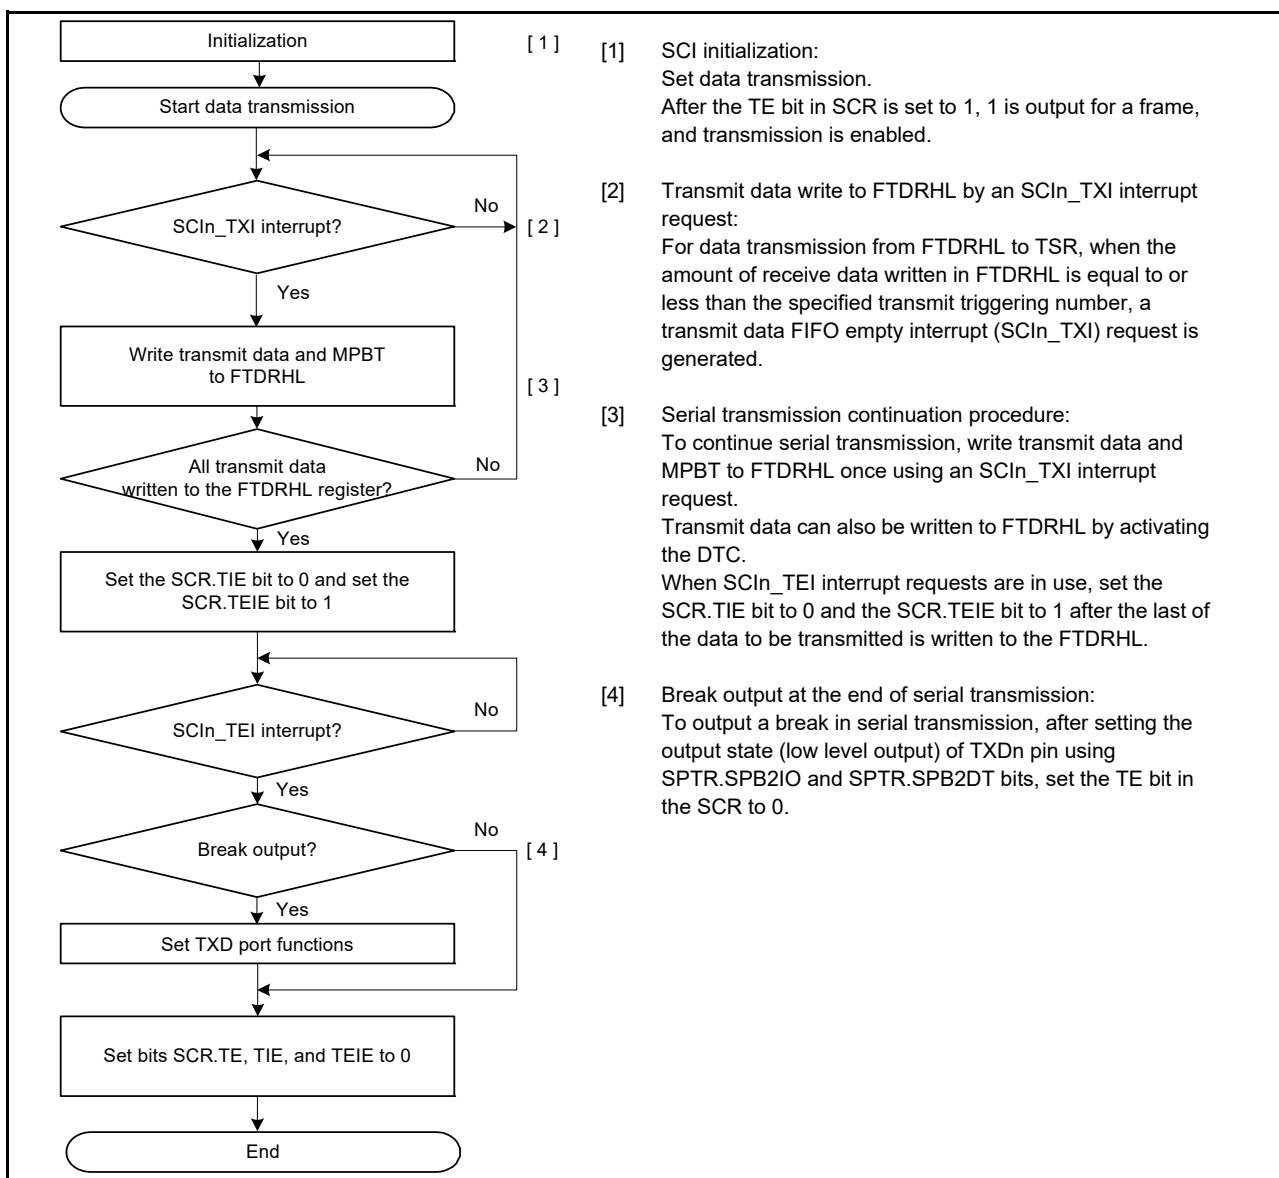 Initialization
[ 1 ]
Start data transmission
SCIn_TXI interrupt?
No
[ 2 ]
Yes
Write transmit data and MPBT
to FTDRHL
[ 3 ]
All transmit data
written to the FTDRHL register?
No
Yes
Set the SCR.TIE bit to 0 and set the
SCR.TEIE bit to 1
SCIn_TEI interrupt?
No
Yes
Break output?
No
[ 4 ]
Yes
Set TXD port functions
Set bits SCR.TE, TIE, and TEIE to 0
End
[1] SCI initialization:
Set data transmission.
After the TE bit in SCR is set to 1, 1 is output for a frame,
and transmission is enabled.
[2] Transmit data write to FTDRHL by an SCIn_TXI interrupt
request:
For data transmission from FTDRHL to TSR, when the
amount of receive data written in FTDRHL is equal to or
less than the specified transmit triggering number, a
transmit data FIFO empty interrupt (SCIn_TXI) request is
generated.
[3] Serial transmission continuation procedure:
To continue serial transmission, write transmit data and
MPBT to FTDRHL once using an SCIn_TXI interrupt
request.
Transmit data can also be written to FTDRHL by activating
the DTC.
When SCIn_TEI interrupt requests are in use, set the
SCR.TIE bit to 0 and the SCR.TEIE bit to 1 after the last of
the data to be transmitted is written to the FTDRHL.
[4] Break output at the end of serial transmission:
To output a break in serial transmission, after setting the
output state (low level output) of TXDn pin using
SPTR.SPB2IO and SPTR.SPB2DT bits, set the TE bit in
the SCR to 0.